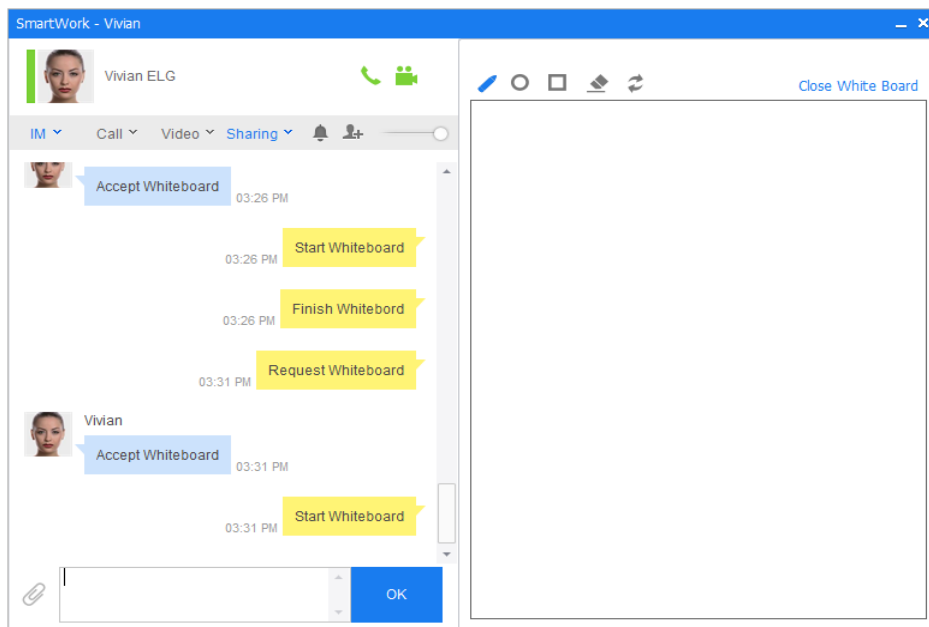 SmartWork - Vivian
Vivian ELG
IM Call Video Sharing
Close White Board
Accept Whiteboard
03:26 PM
Start Whiteboard
03:26 PM
Finish Whitebord
03:26 PM
Request Whiteboard
03:31 PM
Vivian
Accept Whiteboard
03:31 PM
Start Whiteboard
03:31 PM
OK